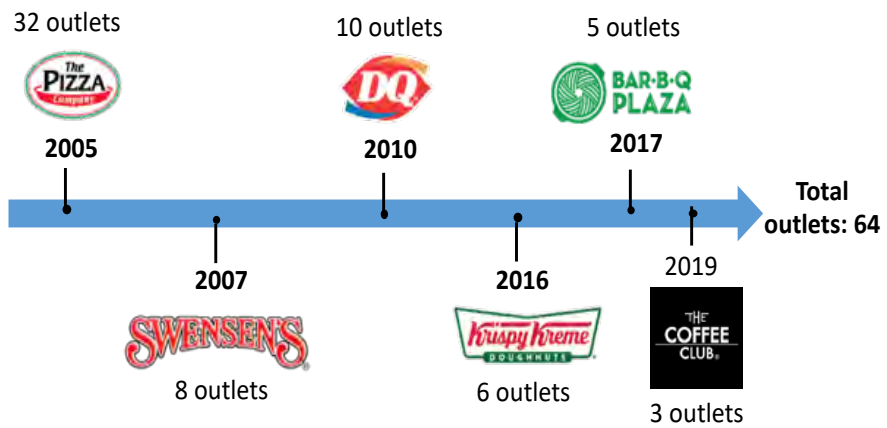 32 outlets
The
PIZZA
Company
2005
10 outlets
DQ
2010
5 outlets
BAR·B·Q
PLAZA
2017
Total
outlets: 64
2007
SWENSEN'S
8 outlets
2016
Krispy Kreme
DOUGHNUTS
6 outlets
2019
THE
COFFEE
CLUB
3 outlets